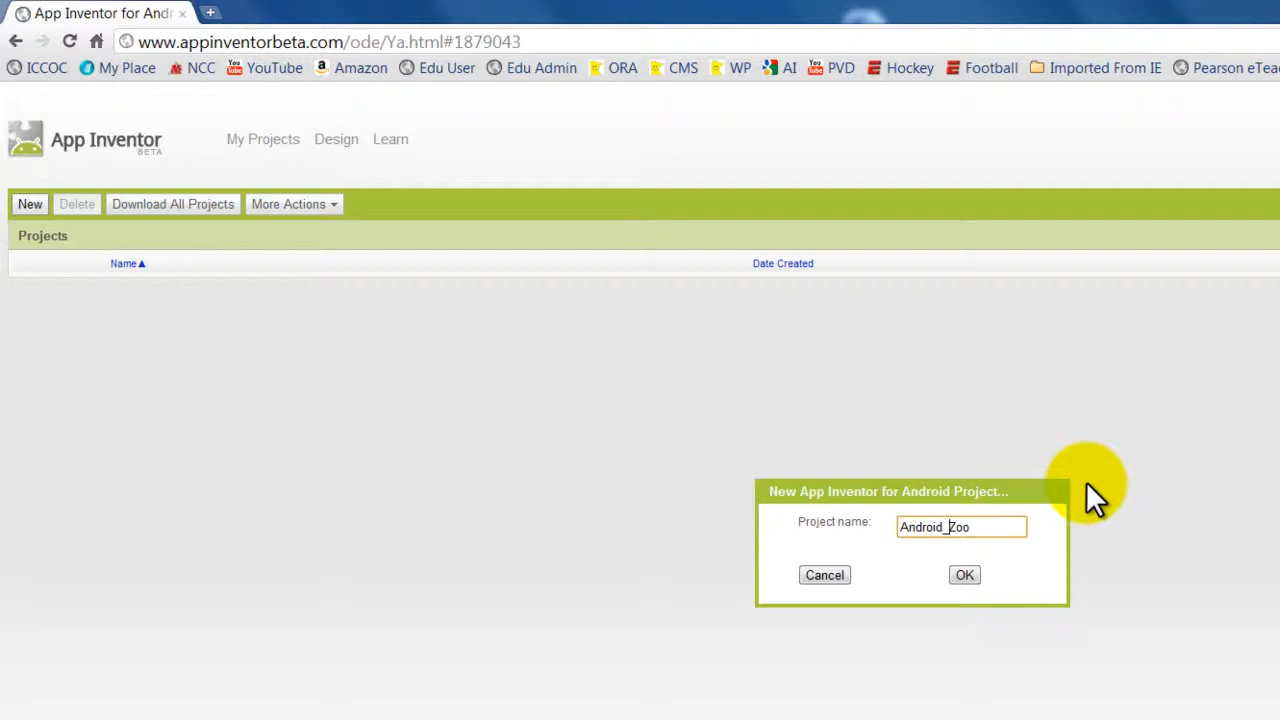 App Inventor for Andr
www.appinventorbeta.com/ode/Ya.html#1879043
ICCOC My Place NCC YouTube Amazon Edu User Edu Admin ORA CMS WP AI PVD Hockey Football Imported From IE Pearson eTeac
App Inventor BETA My Projects Design Learn
New Delete Download All Projects More Actions
Projects
Name Date Created
New App Inventor for Android Project...
Project name: Android_Zoo
Cancel OK